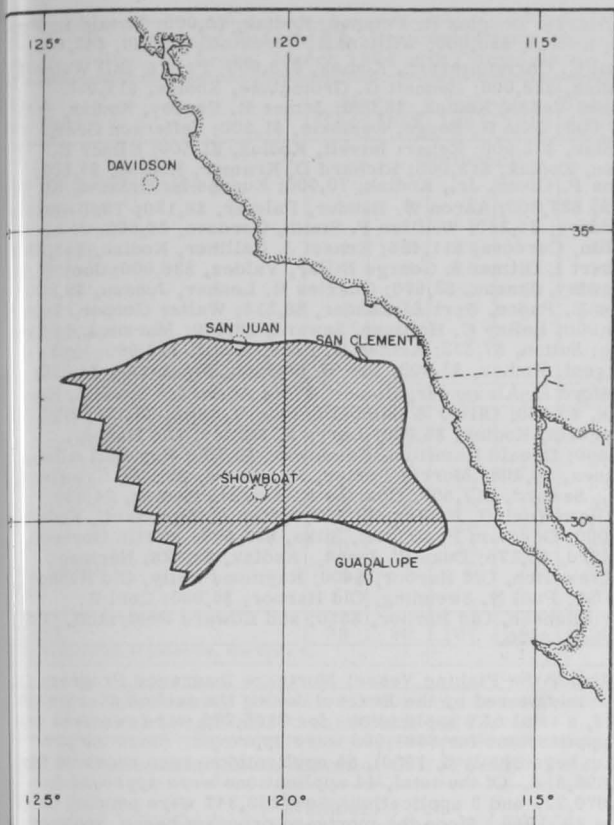 125° 120° 115°
DAVIDSON
35°
SAN JUAN
SAN CLEMENTE
SHOWBOAT
30°
GUADALUPE
125° 120° 115°